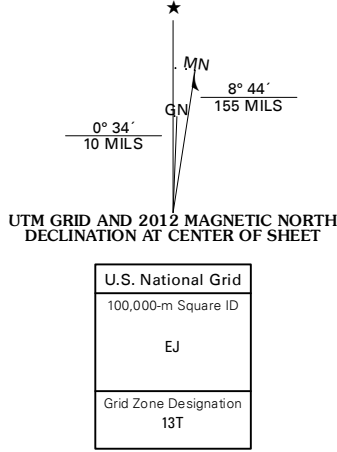 ★
MN
8° 44´
155 MILS
GN
0° 34´
10 MILS
UTM GRID AND 2012 MAGNETIC NORTH
DECLINATION AT CENTER OF SHEET
U.S. National Grid
100,000-m Square ID
EJ
Grid Zone Designation
13T